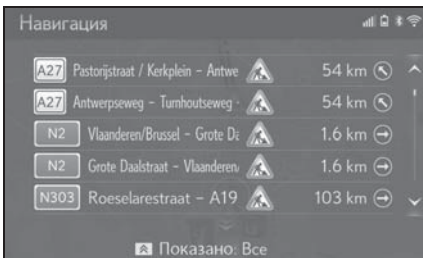 Навигация
A27 Pastorijstraat / Kerkplein – Antwe 54 km
A27 Antwerpseweg – Turnhoutseweg - 54 km
N2 Vlaanderen/Brussel – Grote Da 1.6 km
N2 Grote Daalstraat – Vlaanderen/ 1.6 km
N303 Roeselarestraat – A19 103 km
Показано: Все